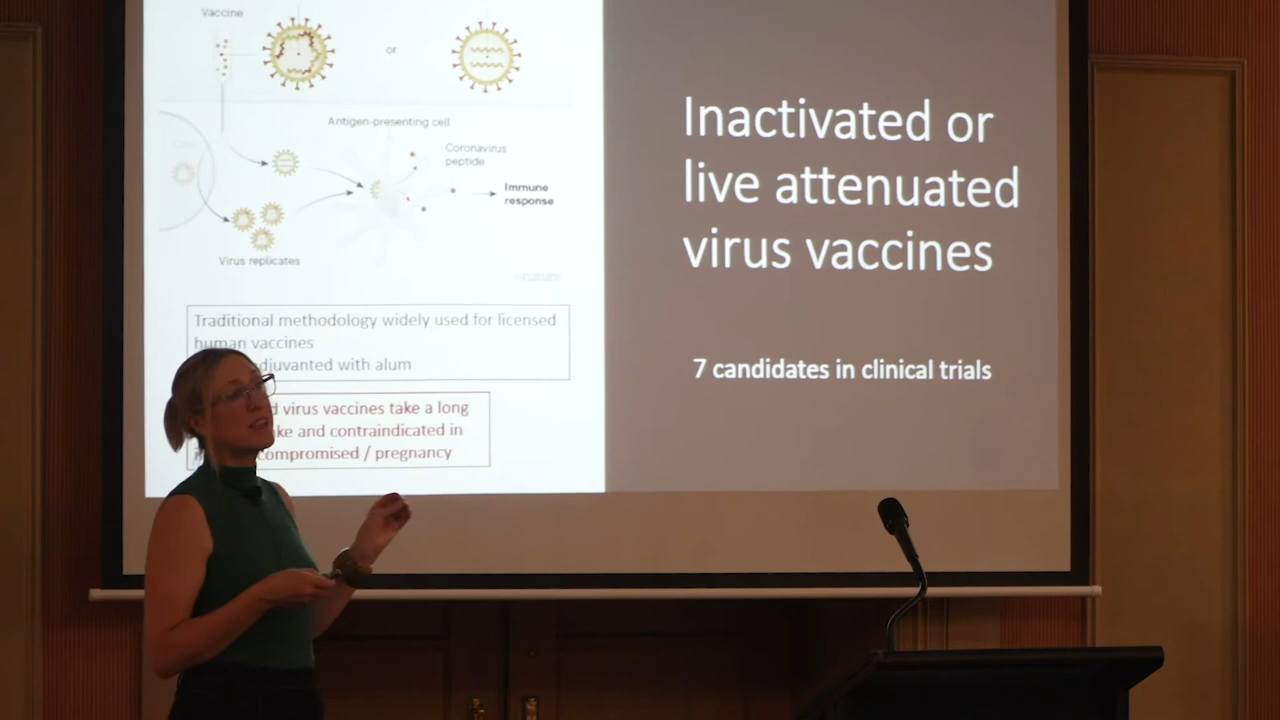 Vaccine
or
Antigen-presenting cell
Coronavirus
peptide
Immune
response
Virus replicates
Traditional methodology widely used for licensed
human vaccines
djuvanted with alum
d virus vaccines take a long
ke and contraindicated in
compromised / pregnancy
Inactivated or
live attenuated
virus vaccines
7 candidates in clinical trials